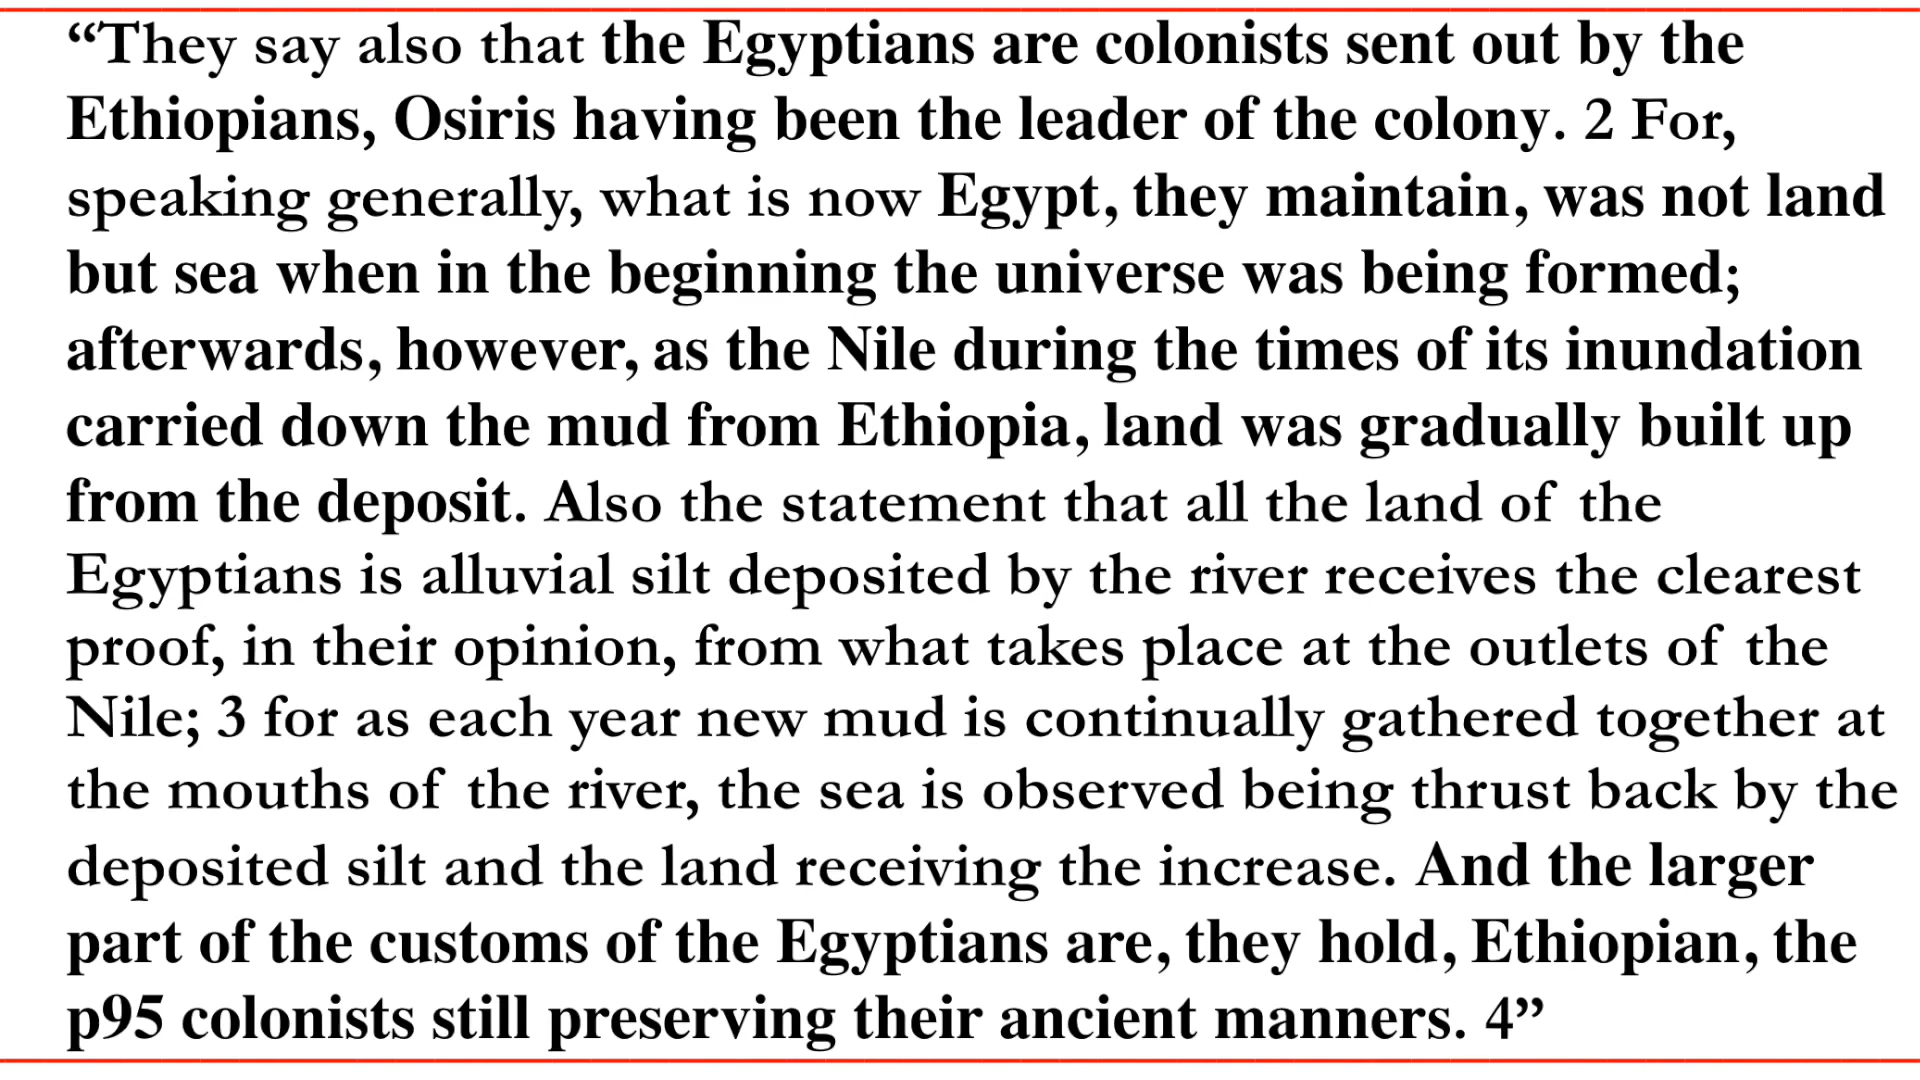 “They say also that the Egyptians are colonists sent out by the
Ethiopians, Osiris having been the leader of the colony. 2 For,
speaking generally, what is now Egypt, they maintain, was not land
but sea when in the beginning the universe was being formed;
afterwards, however, as the Nile during the times of its inundation
carried down the mud from Ethiopia, land was gradually built up
from the deposit. Also the statement that all the land of the
Egyptians is alluvial silt deposited by the river receives the clearest
proof, in their opinion, from what takes place at the outlets of the
Nile; 3 for as each year new mud is continually gathered together at
the mouths of the river, the sea is observed being thrust back by the
deposited silt and the land receiving the increase. And the larger
part of the customs of the Egyptians are, they hold, Ethiopian, the
p95 colonists still preserving their ancient manners. 4”